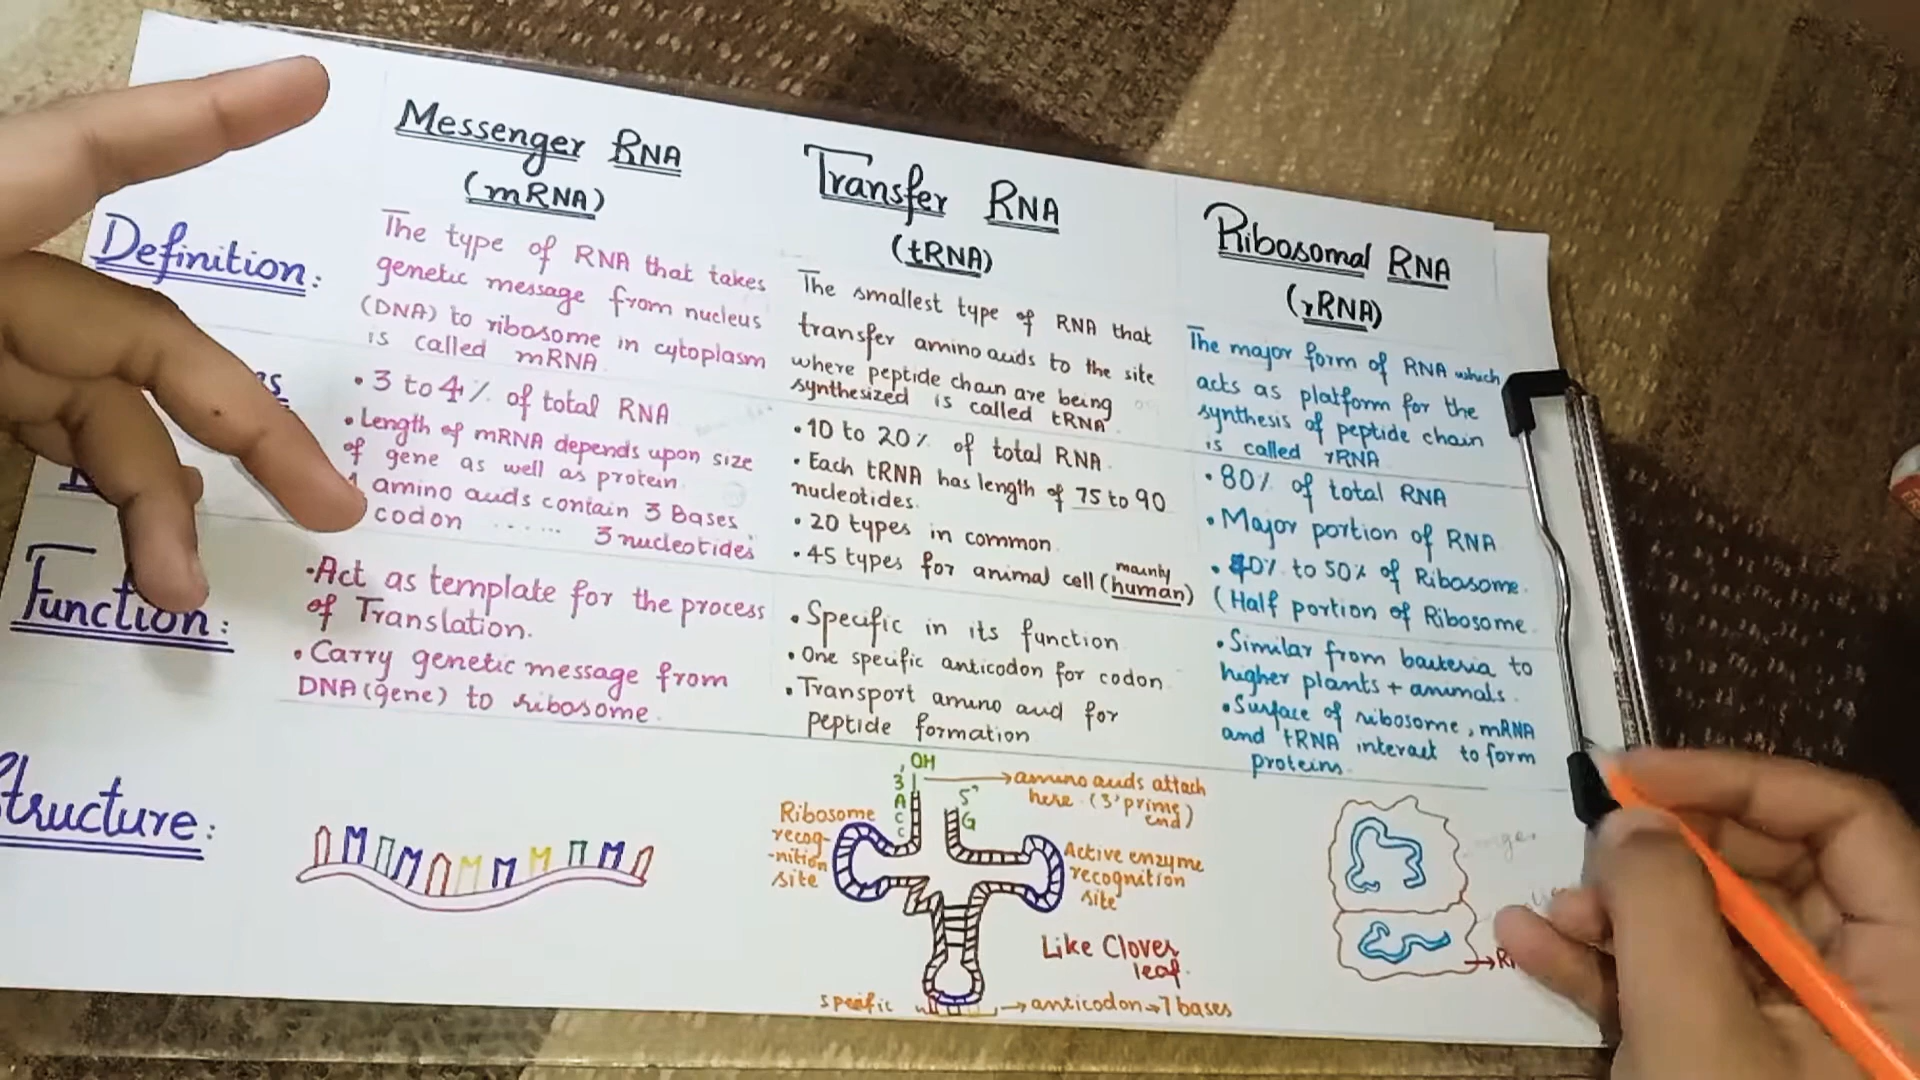 Messenger RNA
(mRNA)
Definition:
The type of RNA that takes
genetic message from nucleus
(DNA) to ribosome in cytoplasm
is called mRNA.
• 3 to 4% of total RNA
• Length of mRNA depends upon size
of gene as well as protein.
amino acids contain 3 Bases.
codon ...... 3 nucleotides
Function:
• Act as template for the process
of Translation.
• Carry genetic message from
DNA (gene) to ribosome.
Structure:
Transfer RNA
(tRNA)
The smallest type of RNA that
transfer amino acids to the site
where peptide chain are being
synthesized is called tRNA.
• 10 to 20% of total RNA.
• Each tRNA has length of 75 to 90
nucleotides.
• 20 types in common.
• 45 types for animal cell (mainly human)
• Specific in its function.
• One specific anticodon for codon.
• Transport amino acid for
peptide formation
Ribosomal RNA
(rRNA)
The major form of RNA which
acts as platform for the
synthesis of peptide chain
is called rRNA.
• 80% of total RNA
• Major portion of RNA
• 40% to 50% of Ribosome.
(Half portion of Ribosome
• Similar from bacteria to
higher plants + animals.
• Surface of ribosome, mRNA
and tRNA interact to form
proteins.
OH
3'
A
C
C
5'
G
amino acids attach
here. (3' prime
end)
Ribosome
recog-
-nition
site
Active enzyme
recognition
site
Like Clover
leaf.
specific
anticodon → 7 bases